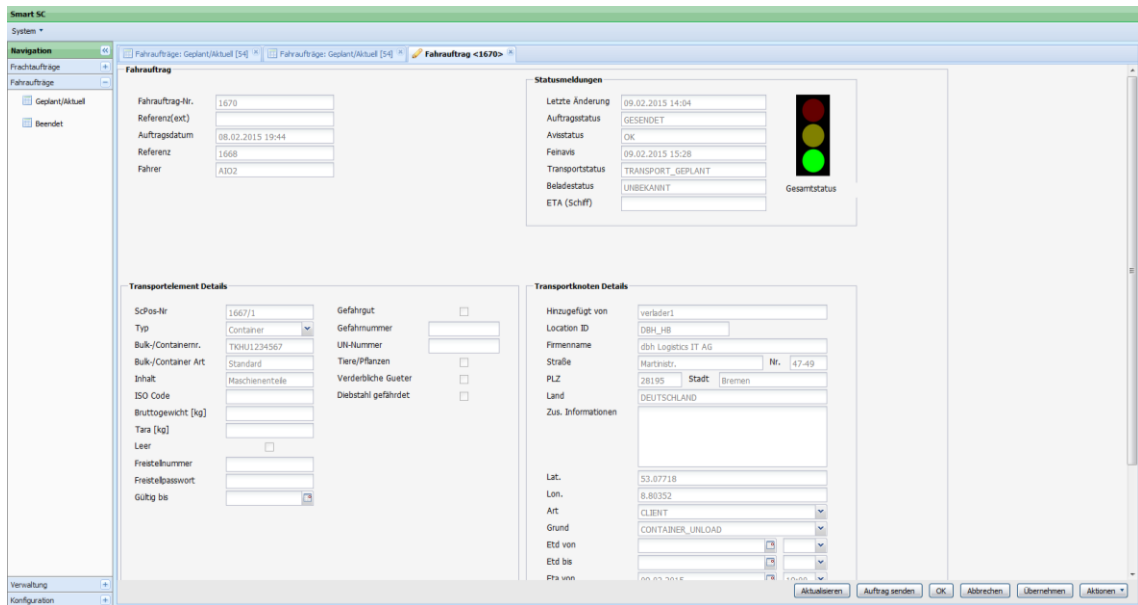 Smart SC
System
Navigation
Frachtaufträge
Fahraufträge
Geplant/Aktuell
Beendet
Verwaltung
Konfiguration
Fahraufträge: Geplant/Aktuell [54]
Fahraufträge: Geplant/Aktuell [54]
Fahrauftrag <1670>
Fahrauftrag
Fahrauftrag-Nr. 1670
Referenz(ext)
Auftragsdatum 08.02.2015 19:44
Referenz 1668
Fahrer AIO2
Statusmeldungen
Letzte Änderung 09.02.2015 14:04
Auftragsstatus GESENDET
Avisstatus OK
Feinavis 09.02.2015 15:28
Transportstatus TRANSPORT_GEPLANT
Beladestatus UNBEKANNT
ETA (Schiff)
Gesamtstatus
Transportelement Details
ScPos-Nr 1667/1
Typ Container
Bulk-/Containernr. TKHU1234567
Bulk-/Container Art Standard
Inhalt Maschienenteile
ISO Code
Bruttogewicht [kg]
Tara [kg]
Leer
Freistellnummer
Freistellpasswort
Gültig bis
Gefahrgut
Gefahrnummer
UN-Nummer
Tiere/Pflanzen
Verderbliche Gueter
Diebstahl gefährdet
Transportknoten Details
Hinzugefügt von verlader1
Location ID DBH_HB
Firmenname dbh Logistics IT AG
Straße Martinistr. Nr. 47-49
PLZ 28195 Stadt Bremen
Land DEUTSCHLAND
Zus. Informationen
Lat. 53.07718
Lon. 8.80352
Art CLIENT
Grund CONTAINER_UNLOAD
Etd von
Etd bis
Eta von 09.02.2015
Aktualisieren Auftrag senden OK Abbrechen Übernehmen Aktionen